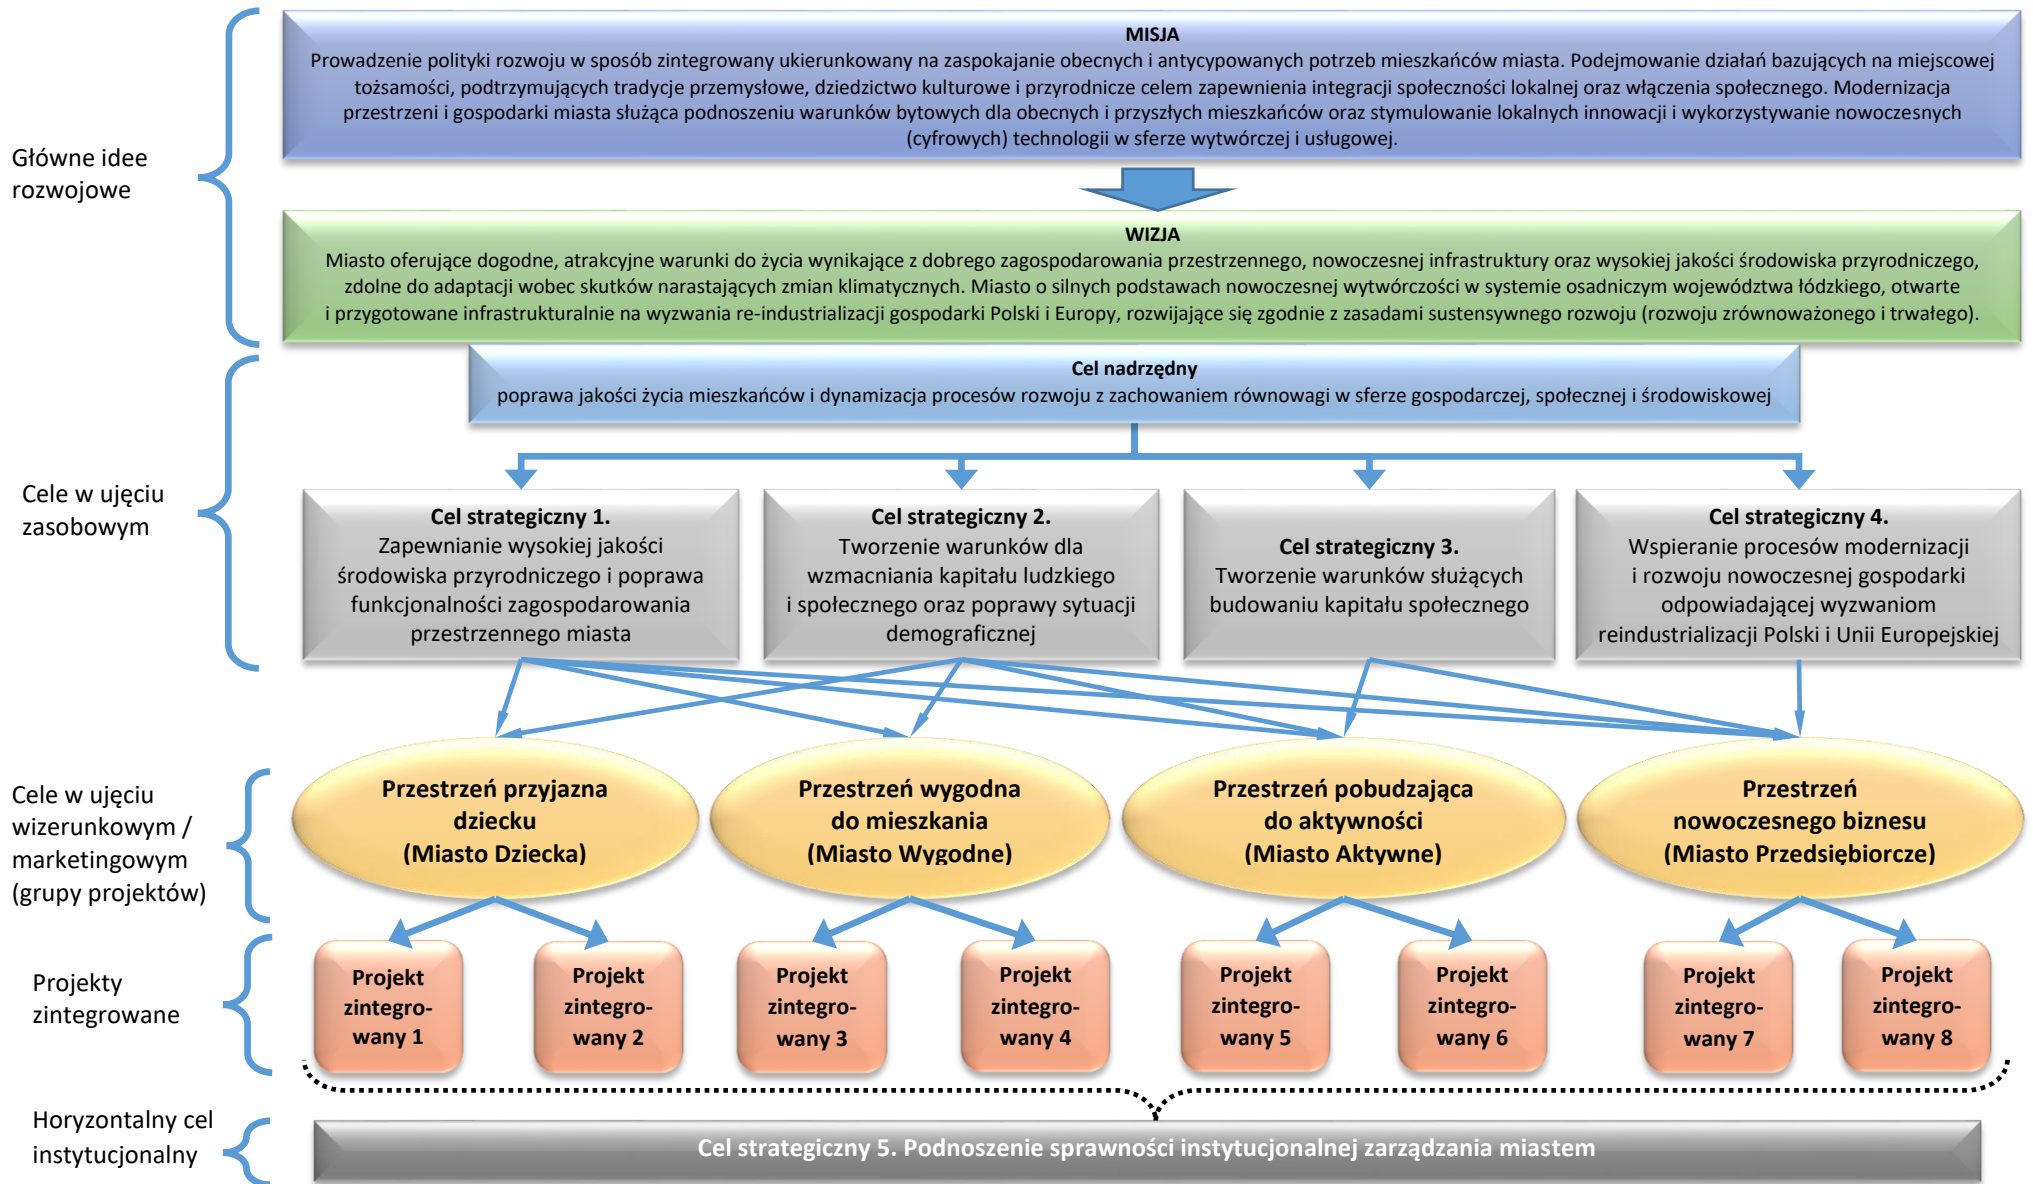 Główne idee
rozwojowe
MISJA
Prowadzenie polityki rozwoju w sposób zintegrowany ukierunkowany na zaspokajanie obecnych i antycypowanych potrzeb mieszkańców miasta. Podejmowanie działań bazujących na miejscowej
tożsamości, podtrzymujących tradycje przemysłowe, dziedzictwo kulturowe i przyrodnicze celem zapewnienia integracji społeczności lokalnej oraz włączenia społecznego. Modernizacja
przestrzeni i gospodarki miasta służąca podnoszeniu warunków bytowych dla obecnych i przyszłych mieszkańców oraz stymulowanie lokalnych innowacji i wykorzystywanie nowoczesnych
(cyfrowych) technologii w sferze wytwórczej i usługowej.
WIZJA
Miasto oferujące dogodne, atrakcyjne warunki do życia wynikające z dobrego zagospodarowania przestrzennego, nowoczesnej infrastruktury oraz wysokiej jakości środowiska przyrodniczego,
zdolne do adaptacji wobec skutków narastających zmian klimatycznych. Miasto o silnych podstawach nowoczesnej wytwórczości w systemie osadniczym województwa łódzkiego, otwarte
i przygotowane infrastrukturalnie na wyzwania re-industrializacji gospodarki Polski i Europy, rozwijające się zgodnie z zasadami sustensywnego rozwoju (rozwoju zrównoważonego i trwałego).
Cele w ujęciu
zasobowym
Cel nadrzędny
poprawa jakości życia mieszkańców i dynamizacja procesów rozwoju z zachowaniem równowagi w sferze gospodarczej, społecznej i środowiskowej
Cel strategiczny 1.
Zapewnianie wysokiej jakości
środowiska przyrodniczego i poprawa
funkcjonalności zagospodarowania
przestrzennego miasta
Cel strategiczny 2.
Tworzenie warunków dla
wzmacniania kapitału ludzkiego
i społecznego oraz poprawy sytuacji
demograficznej
Cel strategiczny 3.
Tworzenie warunków służących
budowaniu kapitału społecznego
Cel strategiczny 4.
Wspieranie procesów modernizacji
i rozwoju nowoczesnej gospodarki
odpowiadającej wyzwaniom
reindustrializacji Polski i Unii Europejskiej
Cele w ujęciu
wizerunkowym /
marketingowym
(grupy projektów)
Przestrzeń przyjazna
dziecku
(Miasto Dziecka)
Przestrzeń wygodna
do mieszkania
(Miasto Wygodne)
Przestrzeń pobudzająca
do aktywności
(Miasto Aktywne)
Przestrzeń
nowoczesnego biznesu
(Miasto Przedsiębiorcze)
Projekty
zintegrowane
Projekt
zintegro-
wany 1
Projekt
zintegro-
wany 2
Projekt
zintegro-
wany 3
Projekt
zintegro-
wany 4
Projekt
zintegro-
wany 5
Projekt
zintegro-
wany 6
Projekt
zintegro-
wany 7
Projekt
zintegro-
wany 8
Horyzontalny cel
instytucjonalny
Cel strategiczny 5. Podnoszenie sprawności instytucjonalnej zarządzania miastem